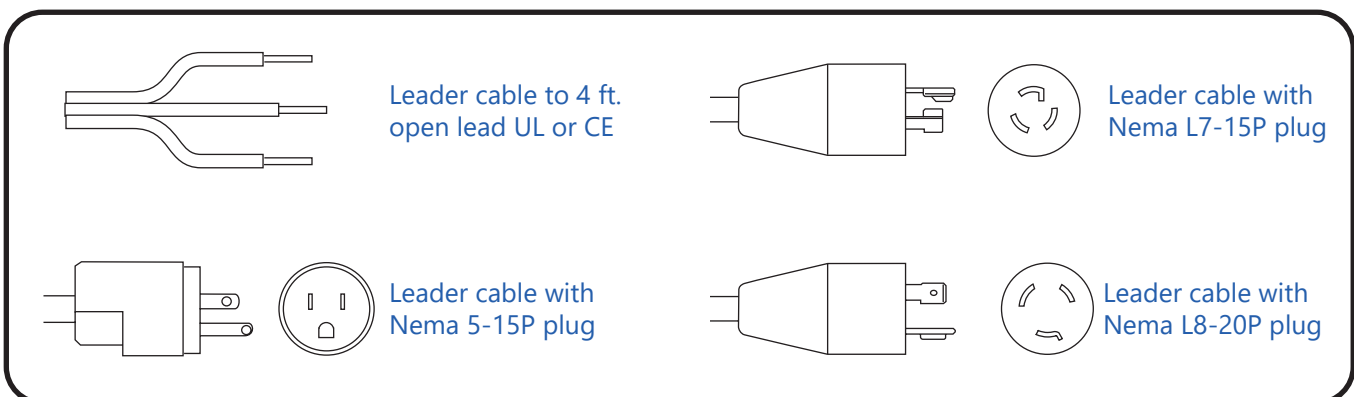 Leader cable to 4 ft.
open lead UL or CE
Leader cable with
Nema L7-15P plug
Leader cable with
Nema 5-15P plug
Leader cable with
Nema L8-20P plug